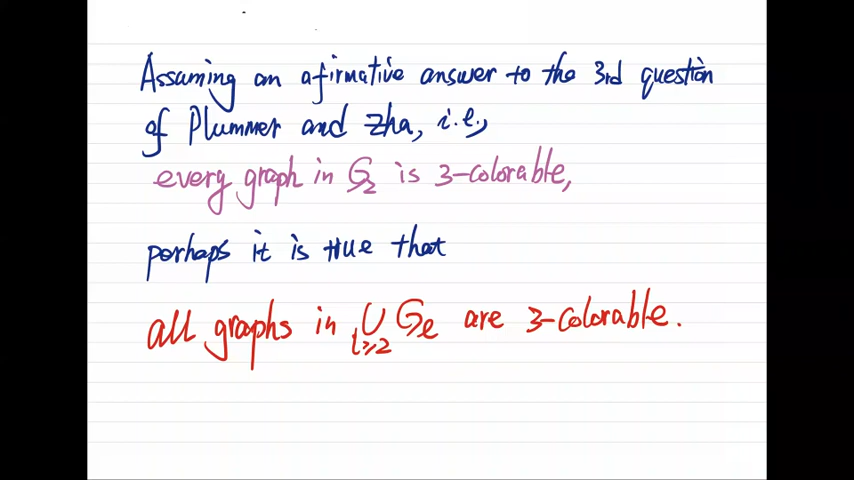 Assuming an afirmative answer to the 3rd question
of Plummer and Zha, i.e.,
every graph in G₂ is 3-colorable,
perhaps it is true that
all graphs in ⋃_{l≥2} G_l are 3-colorable.